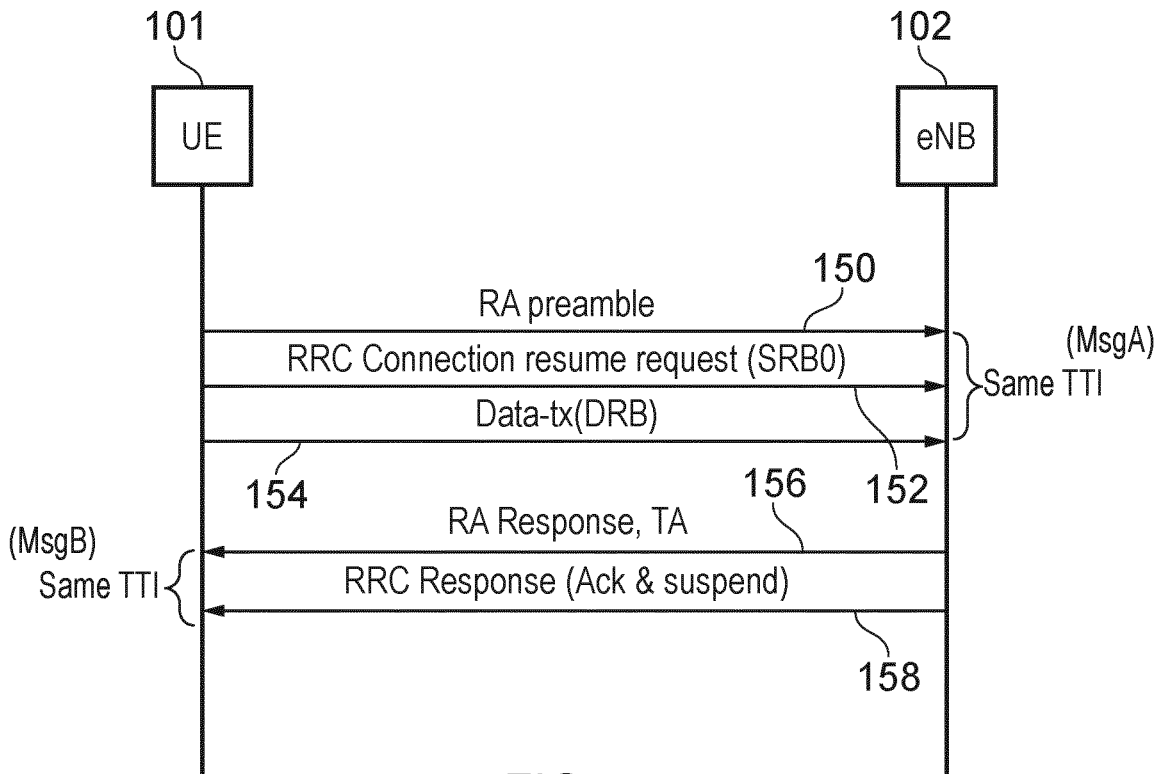 101
102
UE
eNB
150
RA preamble
(MsgA)
RRC Connection resume request (SRB0)
Same TTI
Data-tx(DRB)
154
156
152
RA Response, TA
(MsgB)
Same TTI
RRC Response (Ack & suspend)
158